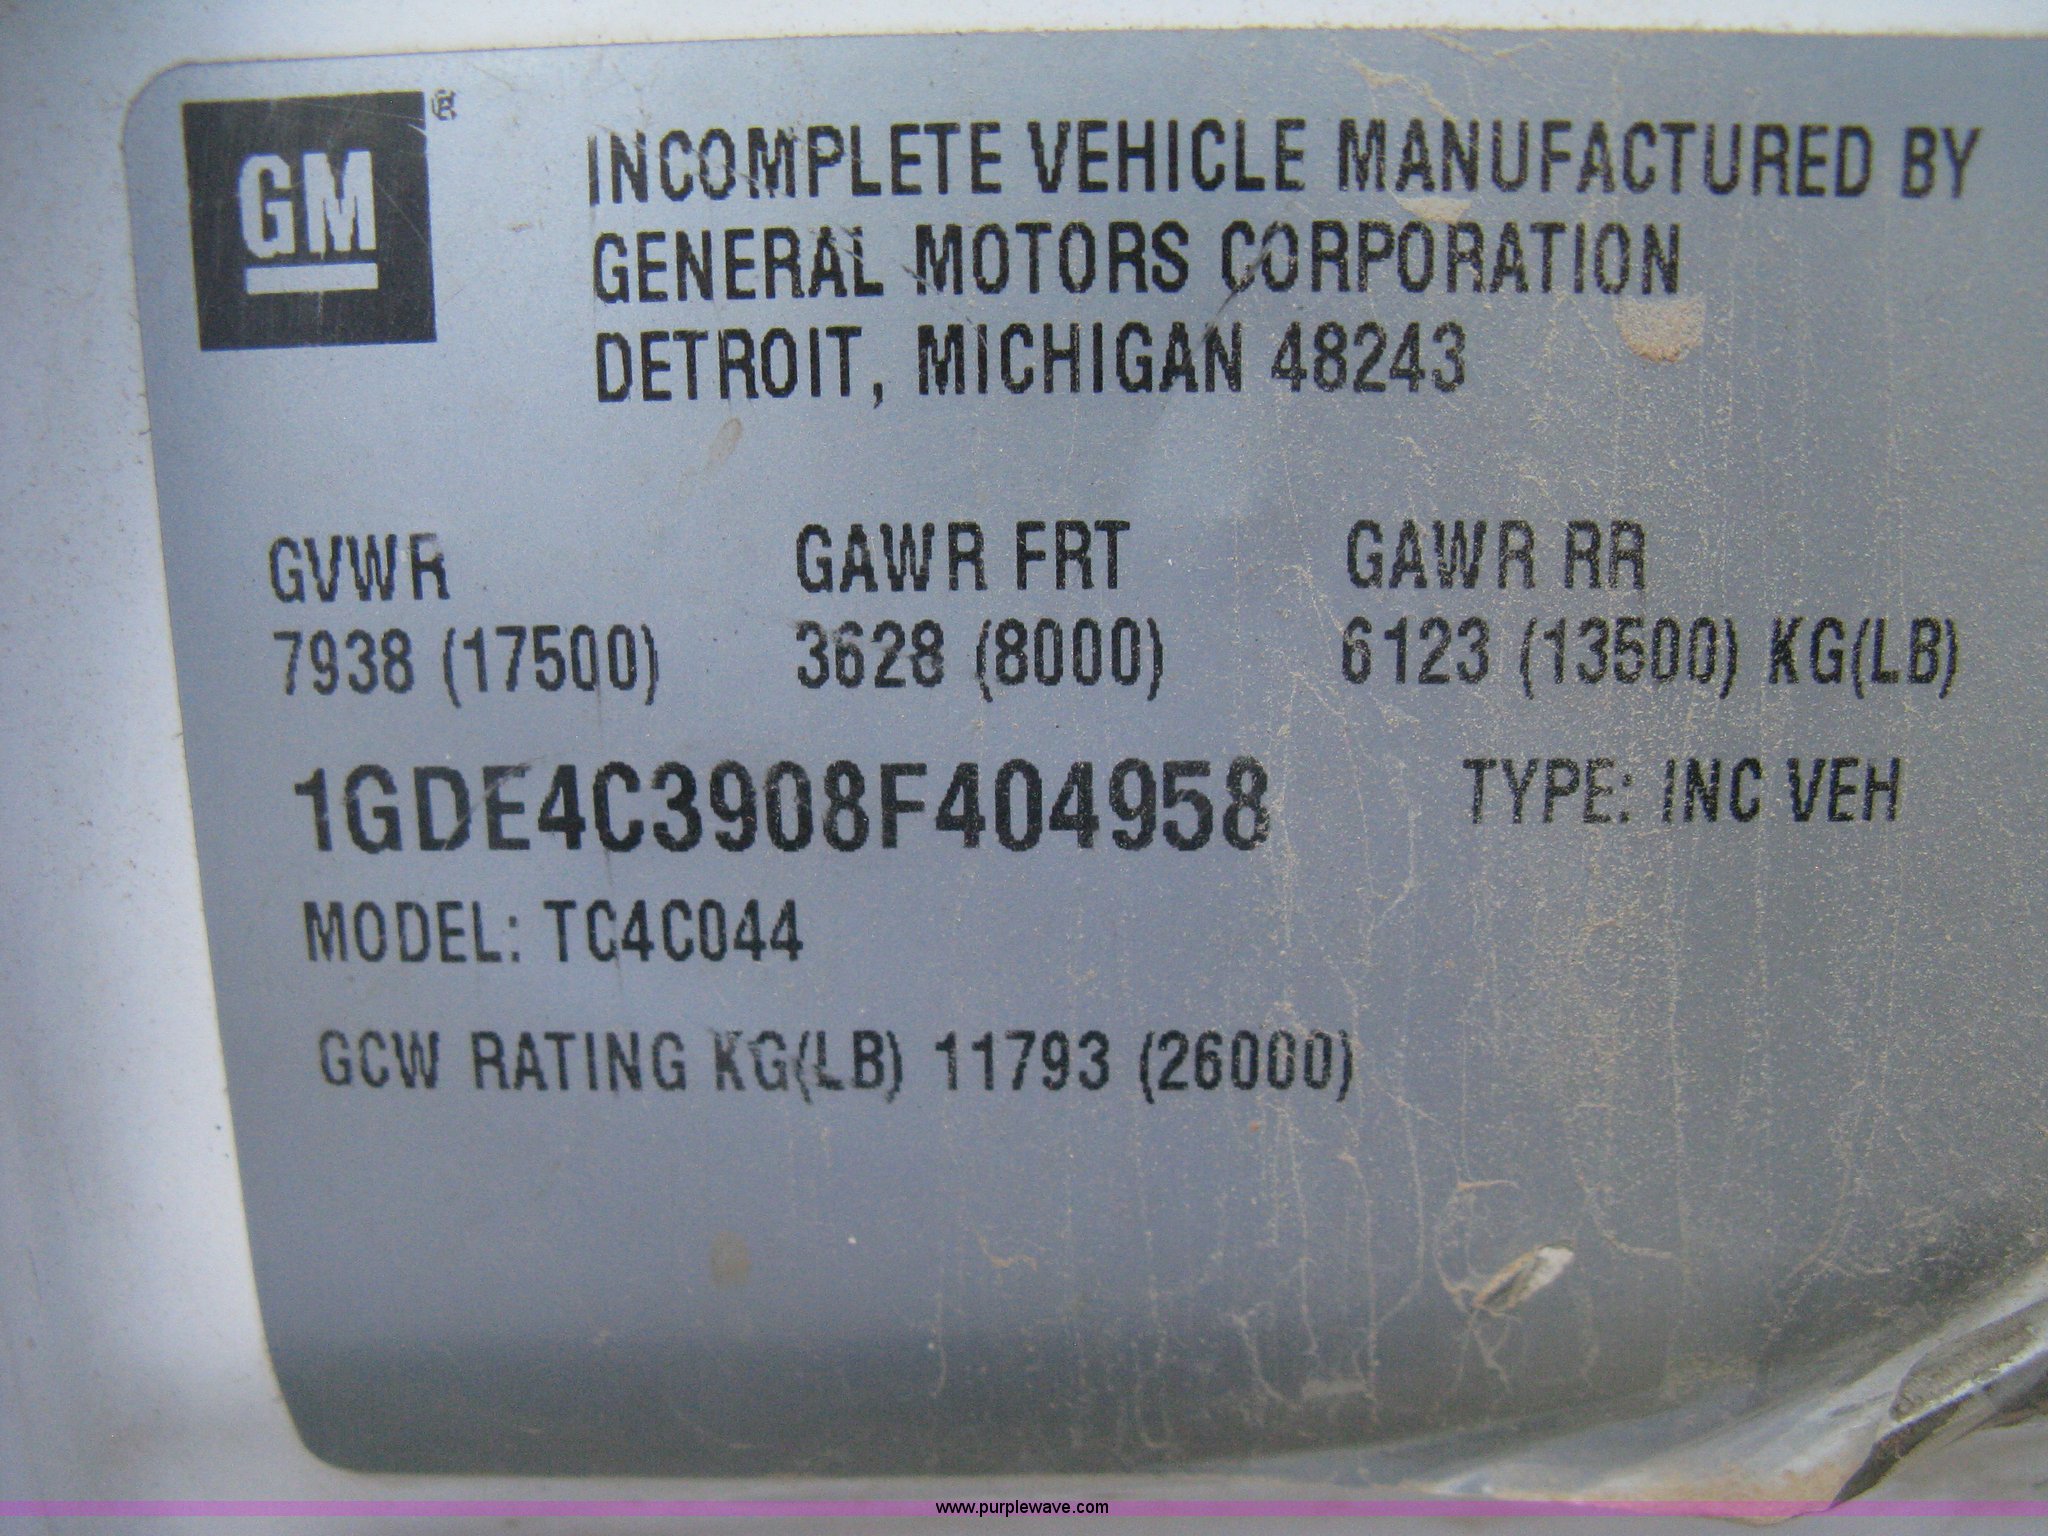 GM ®
INCOMPLETE VEHICLE MANUFACTURED BY
GENERAL MOTORS CORPORATION
DETROIT, MICHIGAN 48243
GVWR GAWR FRT GAWR RR
7938 (17500) 3628 (8000) 6123 (13500) KG(LB)
1GDE4C3908F404958 TYPE: INC VEH
MODEL: TC4C044
GCW RATING KG(LB) 11793 (26000)
www.purplewave.com